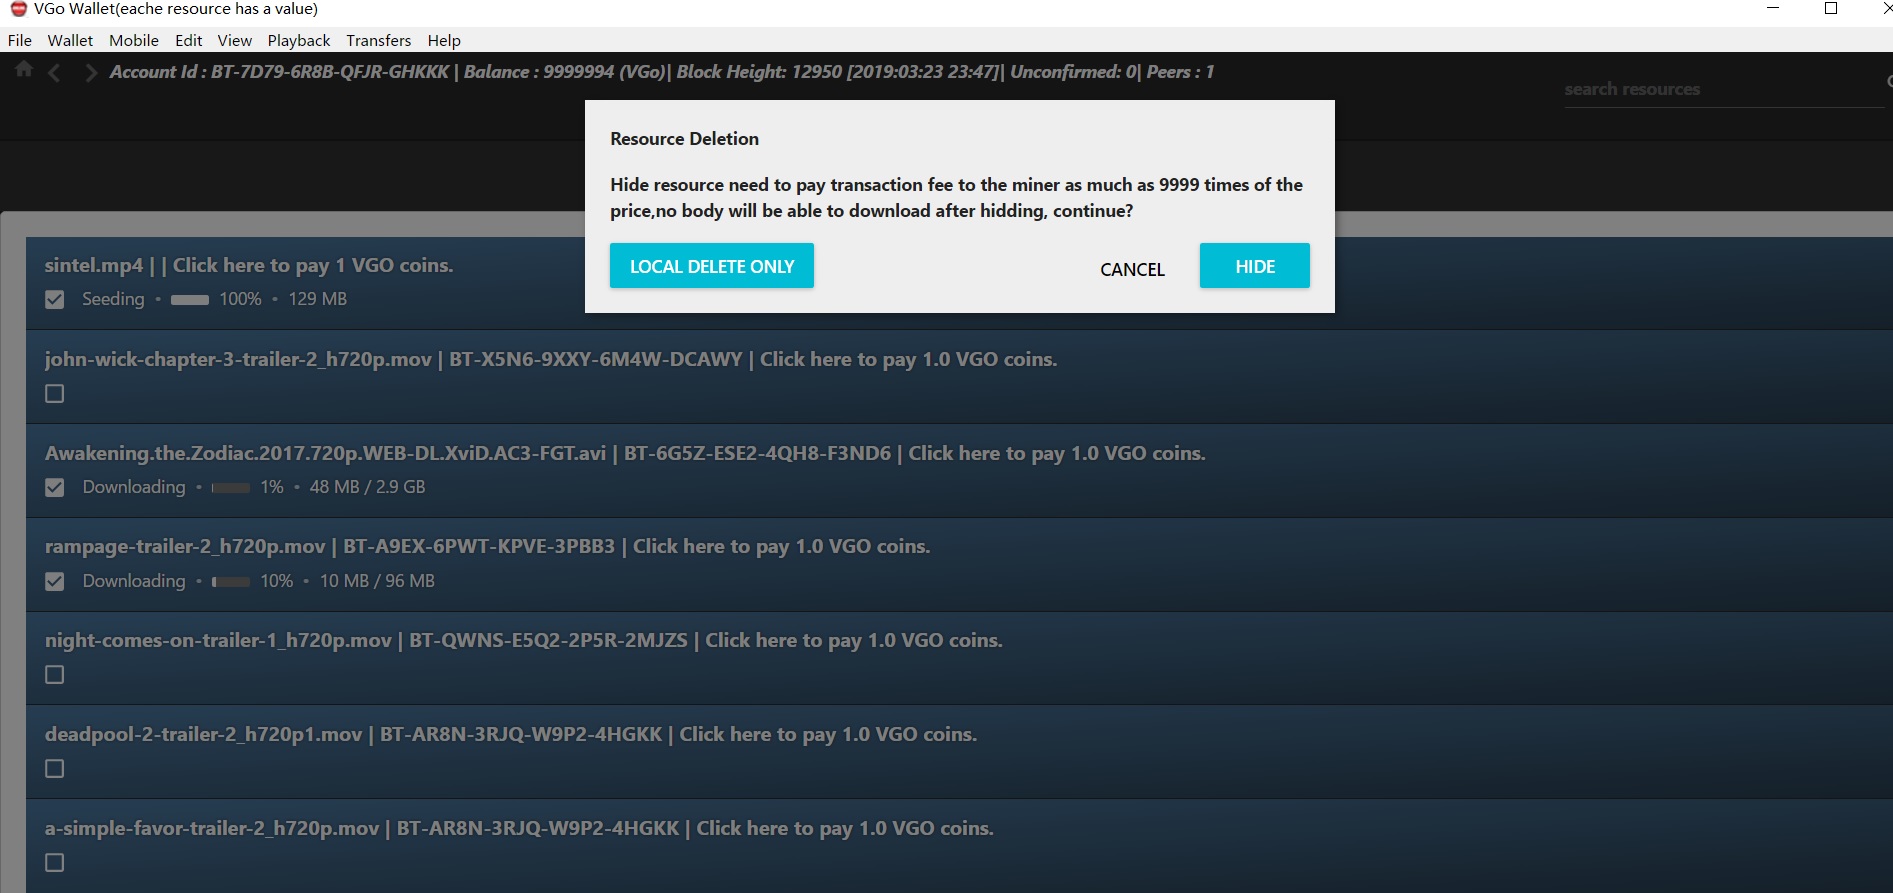 VGo Wallet(eache resource has a value)
File Wallet Mobile Edit View Playback Transfers Help
Account Id : BT-7D79-6R8B-QFJR-GHKKK | Balance : 9999994 (VGo)| Block Height: 12950 [2019:03:23 23:47]| Unconfirmed: 0| Peers : 1
search resources
Resource Deletion
Hide resource need to pay transaction fee to the miner as much as 9999 times of the
price,no body will be able to download after hidding, continue?
LOCAL DELETE ONLY CANCEL HIDE
sintel.mp4 | | Click here to pay 1 VGO coins.
Seeding • 100% • 129 MB
john-wick-chapter-3-trailer-2_h720p.mov | BT-X5N6-9XXY-6M4W-DCAWY | Click here to pay 1.0 VGO coins.
Awakening.the.Zodiac.2017.720p.WEB-DL.XviD.AC3-FGT.avi | BT-6G5Z-ESE2-4QH8-F3ND6 | Click here to pay 1.0 VGO coins.
Downloading • 1% • 48 MB / 2.9 GB
rampage-trailer-2_h720p.mov | BT-A9EX-6PWT-KPVE-3PBB3 | Click here to pay 1.0 VGO coins.
Downloading • 10% • 10 MB / 96 MB
night-comes-on-trailer-1_h720p.mov | BT-QWNS-E5Q2-2P5R-2MJZS | Click here to pay 1.0 VGO coins.
deadpool-2-trailer-2_h720p1.mov | BT-AR8N-3RJQ-W9P2-4HGKK | Click here to pay 1.0 VGO coins.
a-simple-favor-trailer-2_h720p.mov | BT-AR8N-3RJQ-W9P2-4HGKK | Click here to pay 1.0 VGO coins.